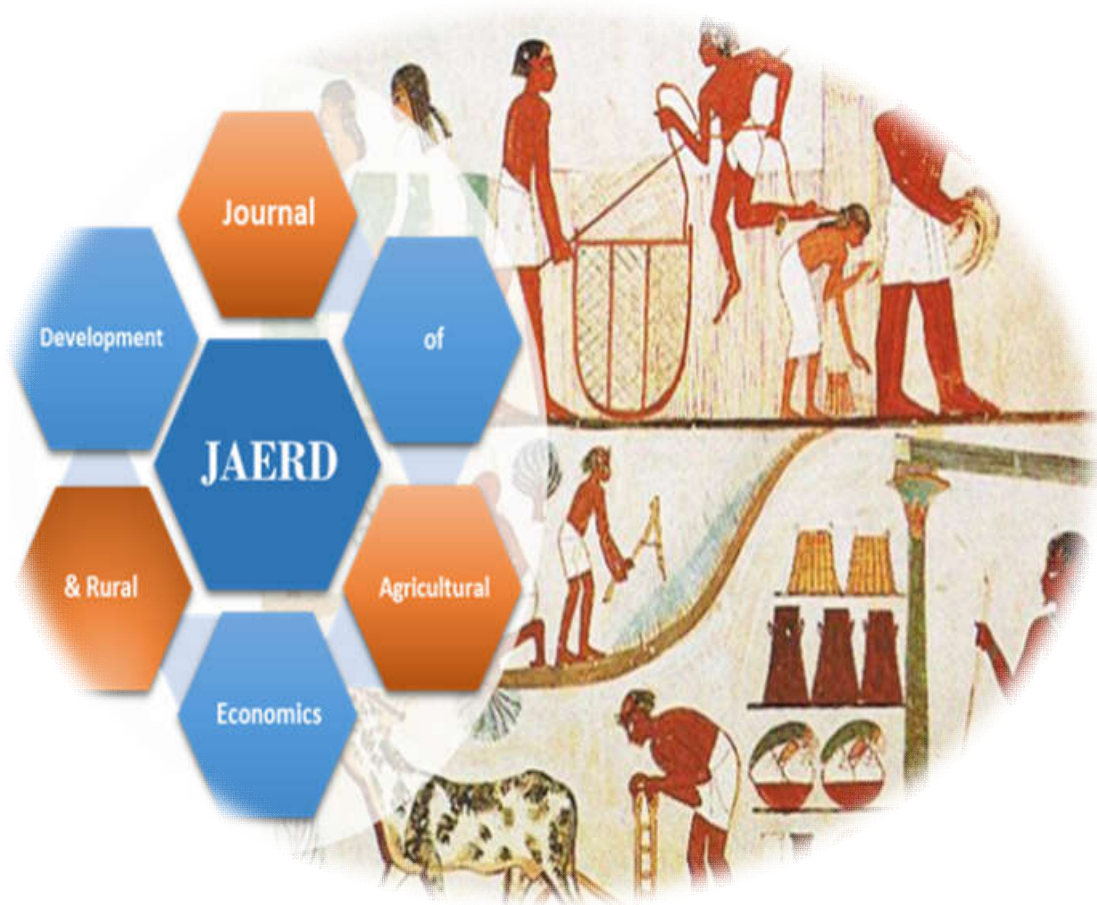 Journal
of
Agricultural
Economics
& Rural
Development
JAERD